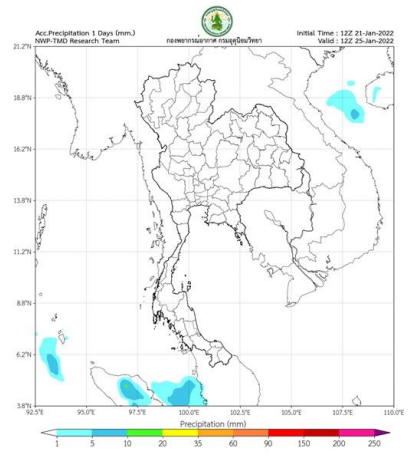 Acc.Precipitation 1 Days (mm.)
NWP-TMD Research Team
กองพยากรณ์อากาศ กรมอุตุนิยมวิทยา
Initial Time : 12Z 21-Jan-2022
Valid : 12Z 25-Jan-2022
21.2°N
18.8°N
16.2°N
13.8°N
11.2°N
8.8°N
6.2°N
3.8°N
92.5°E 95.0°E 97.5°E 100.0°E 102.5°E 105.0°E 107.5°E 110.0°E
Precipitation (mm)
1 5 10 20 35 60 90 150 200 250